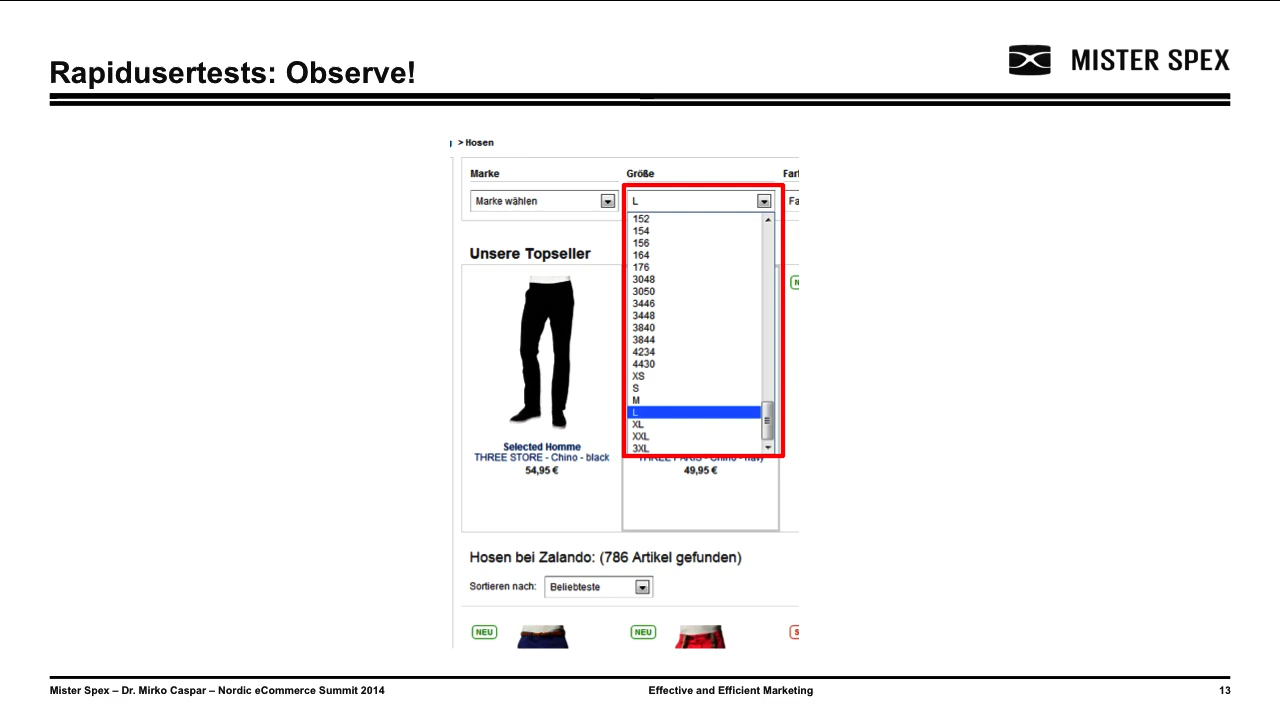 Rapidusertests: Observe!
MISTER SPEX
> Hosen
Marke
Größe
Marke wählen
L
Fa
152
154
156
164
176
3048
3050
3446
3448
3840
3844
4234
4430
XS
S
M
L
XL
XXL
3XL
Unsere Topseller
Selected Homme
THREE STORE - Chino - black
54,95 €
49,95 €
Hosen bei Zalando: (786 Artikel gefunden)
Sortieren nach:
Beliebteste
NEU
NEU
S
Mister Spex – Dr. Mirko Caspar – Nordic eCommerce Summit 2014
Effective and Efficient Marketing
13